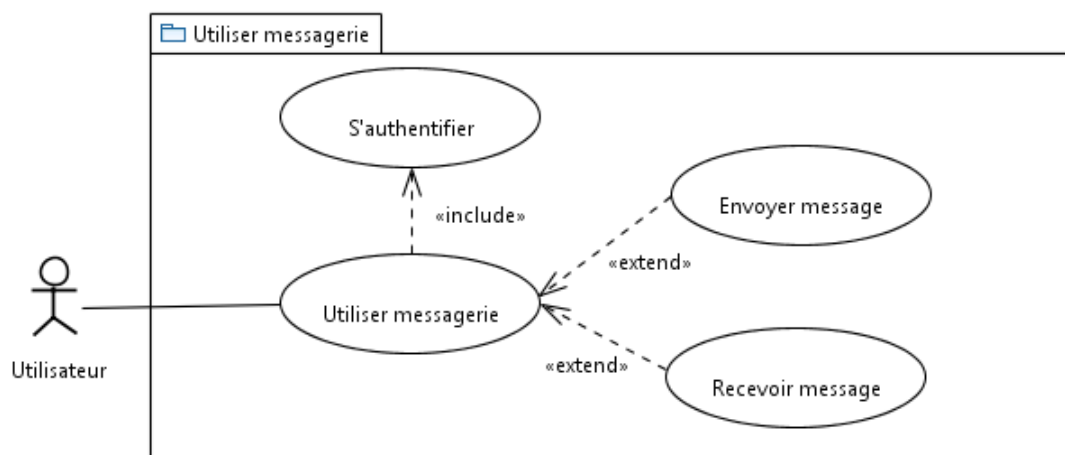 Utiliser messagerie
S'authentifier
«include»
Envoyer message
«extend»
Utiliser messagerie
Utilisateur
«extend»
Recevoir message